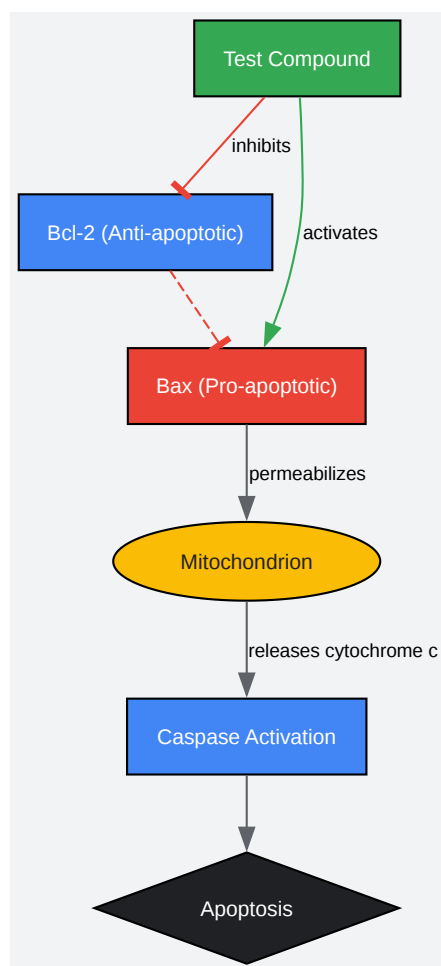 Test Compound
inhibits
Bcl-2 (Anti-apoptotic)
activates
Bax (Pro-apoptotic)
permeabilizes
Mitochondrion
releases cytochrome c
Caspase Activation
Apoptosis